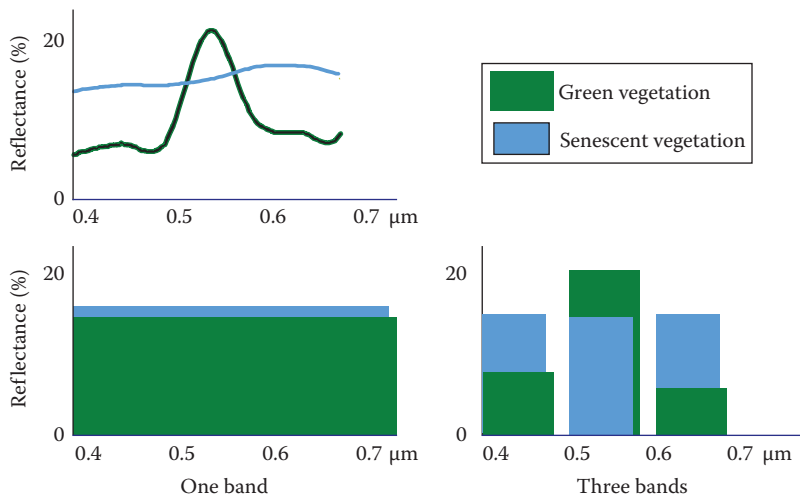 Reflectance (%)
20
0
0.4 0.5 0.6 0.7 μm
Green vegetation
Senescent vegetation
Reflectance (%)
20
0
0.4 0.5 0.6 0.7 μm
One band
20
0
0.4 0.5 0.6 0.7 μm
Three bands